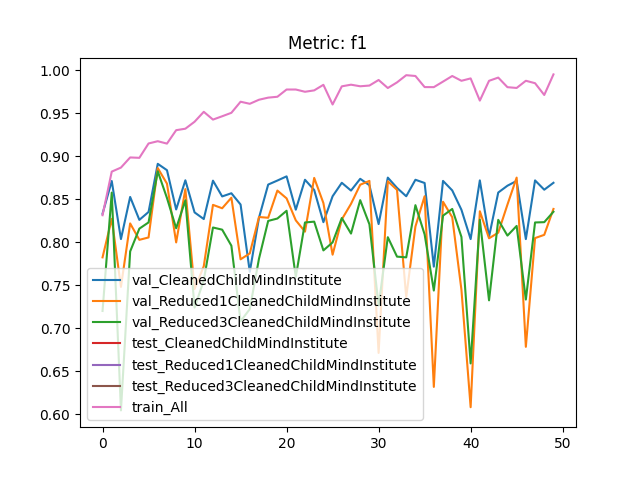 Metric: f1
1.00
0.95
0.90
0.85
0.80
0.75
0.70
0.65
0.60
val_CleanedChildMindInstitute
val_Reduced1CleanedChildMindInstitute
val_Reduced3CleanedChildMindInstitute
test_CleanedChildMindInstitute
test_Reduced1CleanedChildMindInstitute
test_Reduced3CleanedChildMindInstitute
train_All
0 10 20 30 40 50